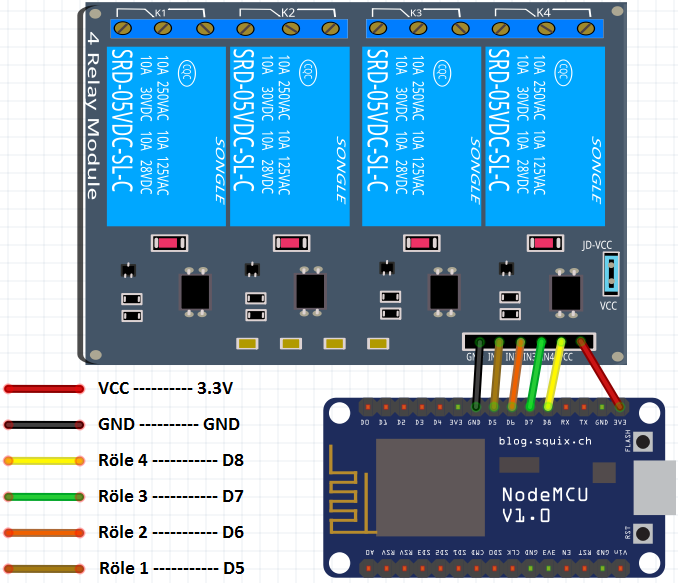 K1 K2 K3 K4
4 Relay Module
SRD-05VDC-SL-C
10A 250VAC 10A 125VAC
10A 30VDC 10A 28VDC
CQC
SONGLE
SRD-05VDC-SL-C
10A 250VAC 10A 125VAC
10A 30VDC 10A 28VDC
CQC
SONGLE
SRD-05VDC-SL-C
10A 250VAC 10A 125VAC
10A 30VDC 10A 28VDC
CQC
SONGLE
SRD-05VDC-SL-C
10A 250VAC 10A 125VAC
10A 30VDC 10A 28VDC
CQC
SONGLE
JD-VCC
VCC
VCC ---------- 3.3V
GND ---------- GND
Röle 4 ----------- D8
Röle 3 ----------- D7
Röle 2 ----------- D6
Röle 1 ----------- D5
D0 D1 D2 D3 D4 3V3 GND D5 D6 D7 D8 RX TX GND 3V3
blog.squix.ch
FLASH
NodeMCU
V1.0
RST